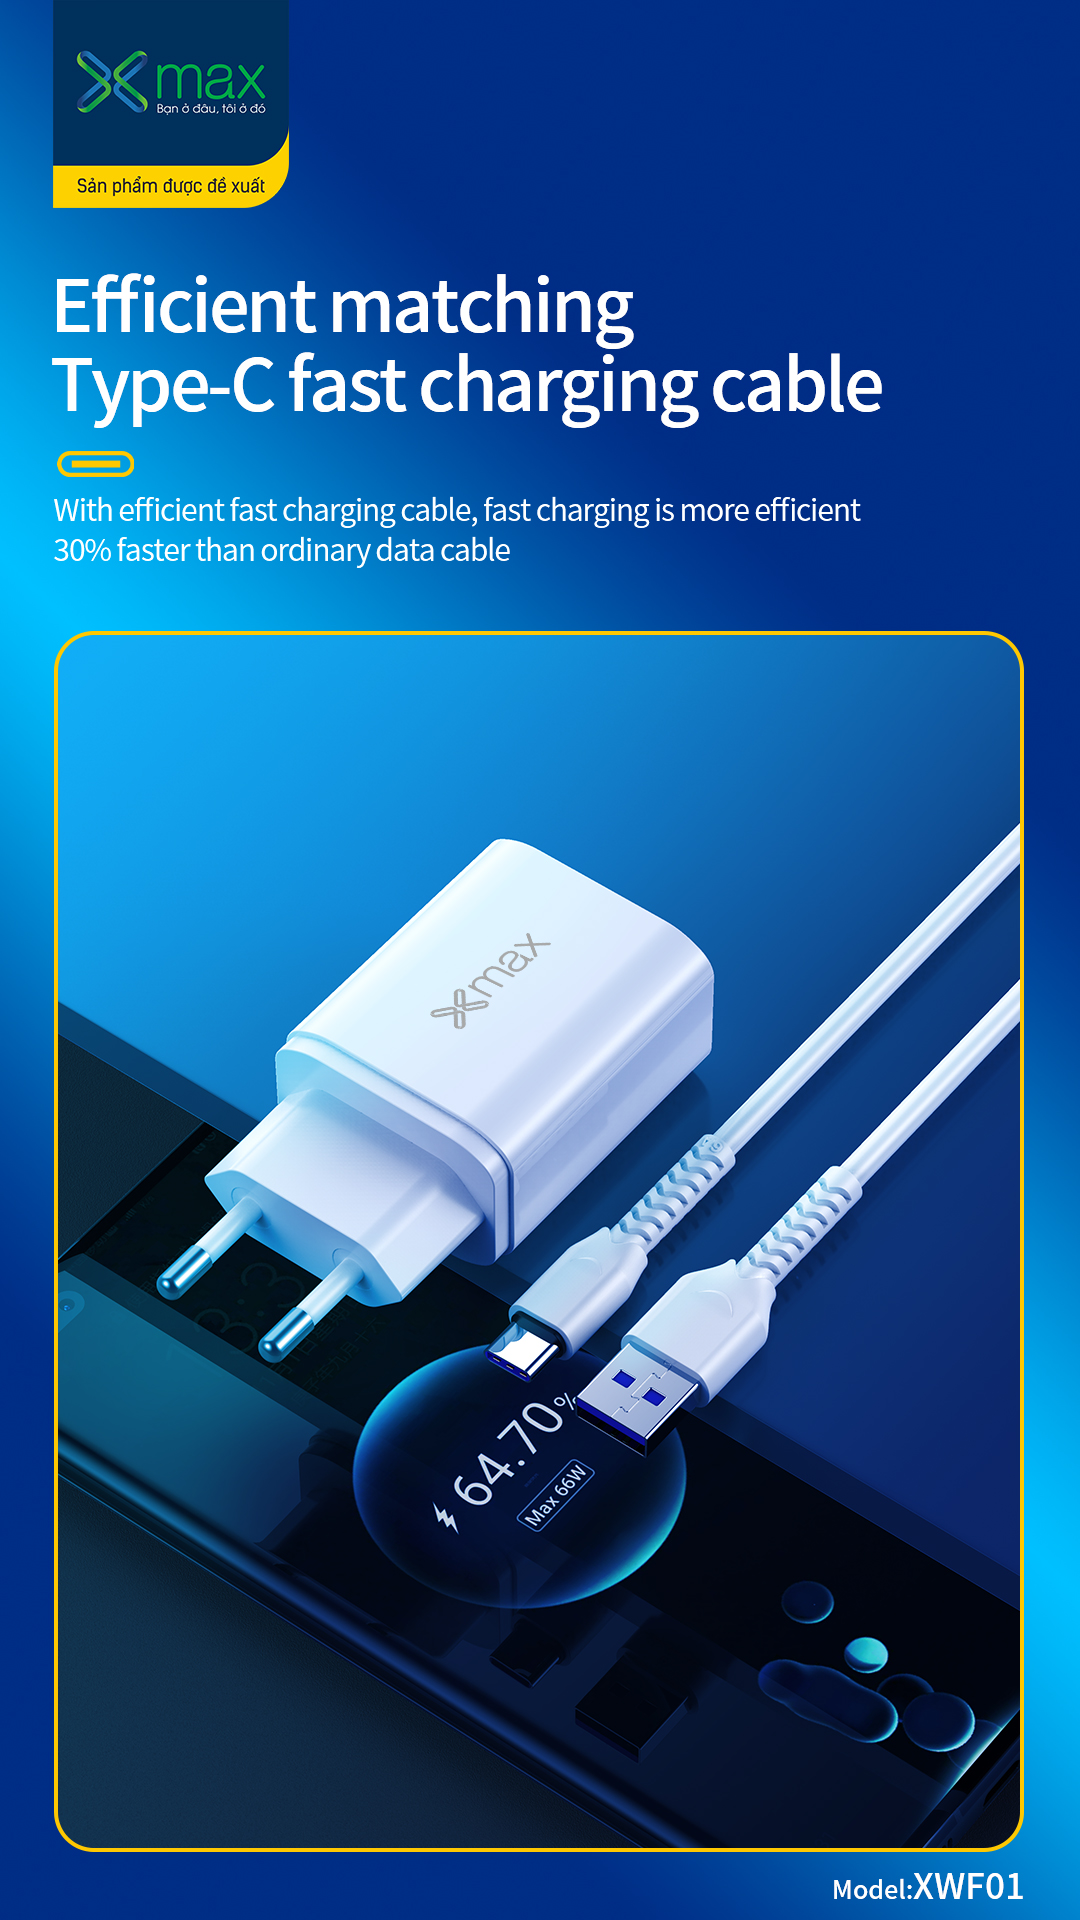 Xmax
Bạn ở đâu, tôi ở đó
Sản phẩm được đề xuất
Efficient matching
Type-C fast charging cable
With efficient fast charging cable, fast charging is more efficient
30% faster than ordinary data cable
Xmax
64.70%
Max 66W
Model:XWF01